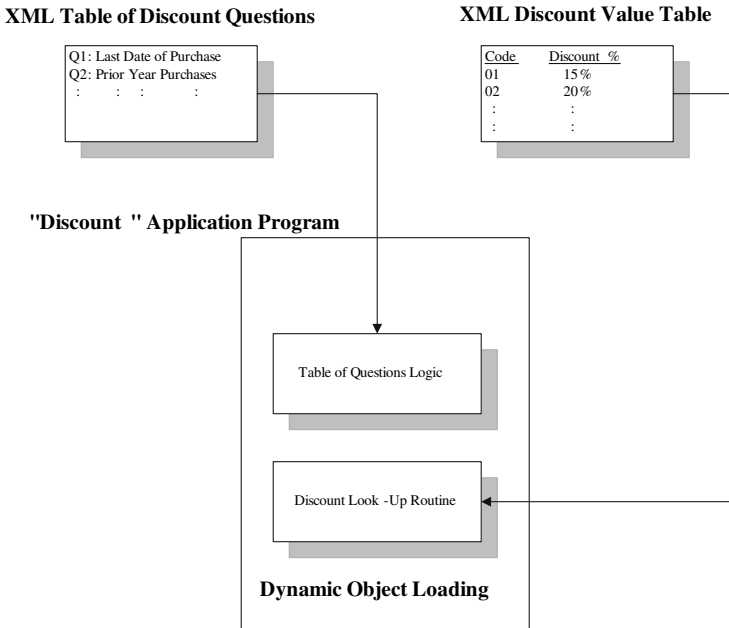 XML Table of Discount Questions
XML Discount Value Table
Q1: Last Date of Purchase
Q2: Prior Year Purchases
: : : :
Code Discount %
01 15%
02 20%
: :
: :
"Discount " Application Program
Table of Questions Logic
Discount Look -Up Routine
Dynamic Object Loading